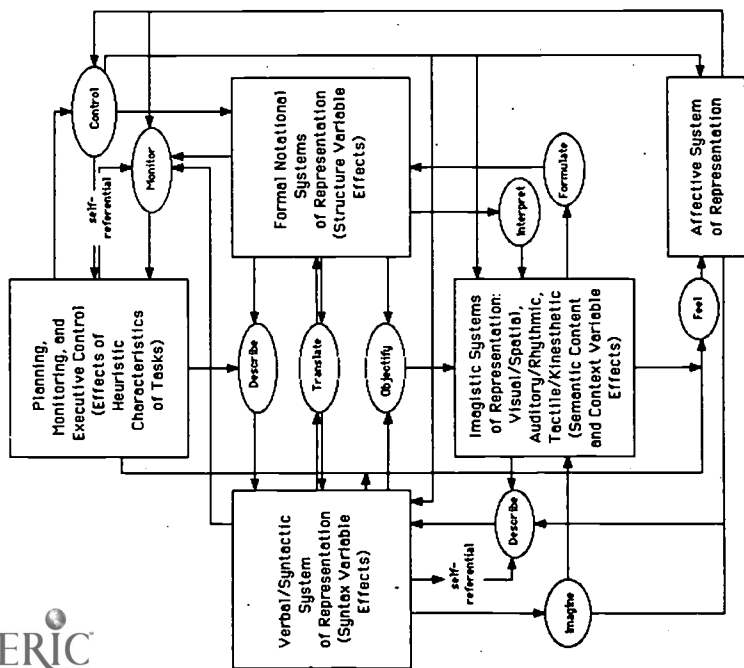 Planning,
Monitoring, and
Executive Control
(Effects of
Heuristic
Characteristics
of Tasks)
Control
self-
referential
Monitor
Formal Notational
Systems
of Representation
(Structure Variable
Effects)
Describe
Translate
Objectify
Interpret
Formulate
Verbal/Syntactic
System
of Representation
(Syntax Variable
Effects)
self-
referential
Describe
Imagine
Imagistic Systems
of Representation:
Visual/Spatial,
Auditory/Rhythmic,
Tactile/Kinesthetic
(Semantic Content
and Context Variable
Effects)
Feel
Affective System
of Representation
ERIC